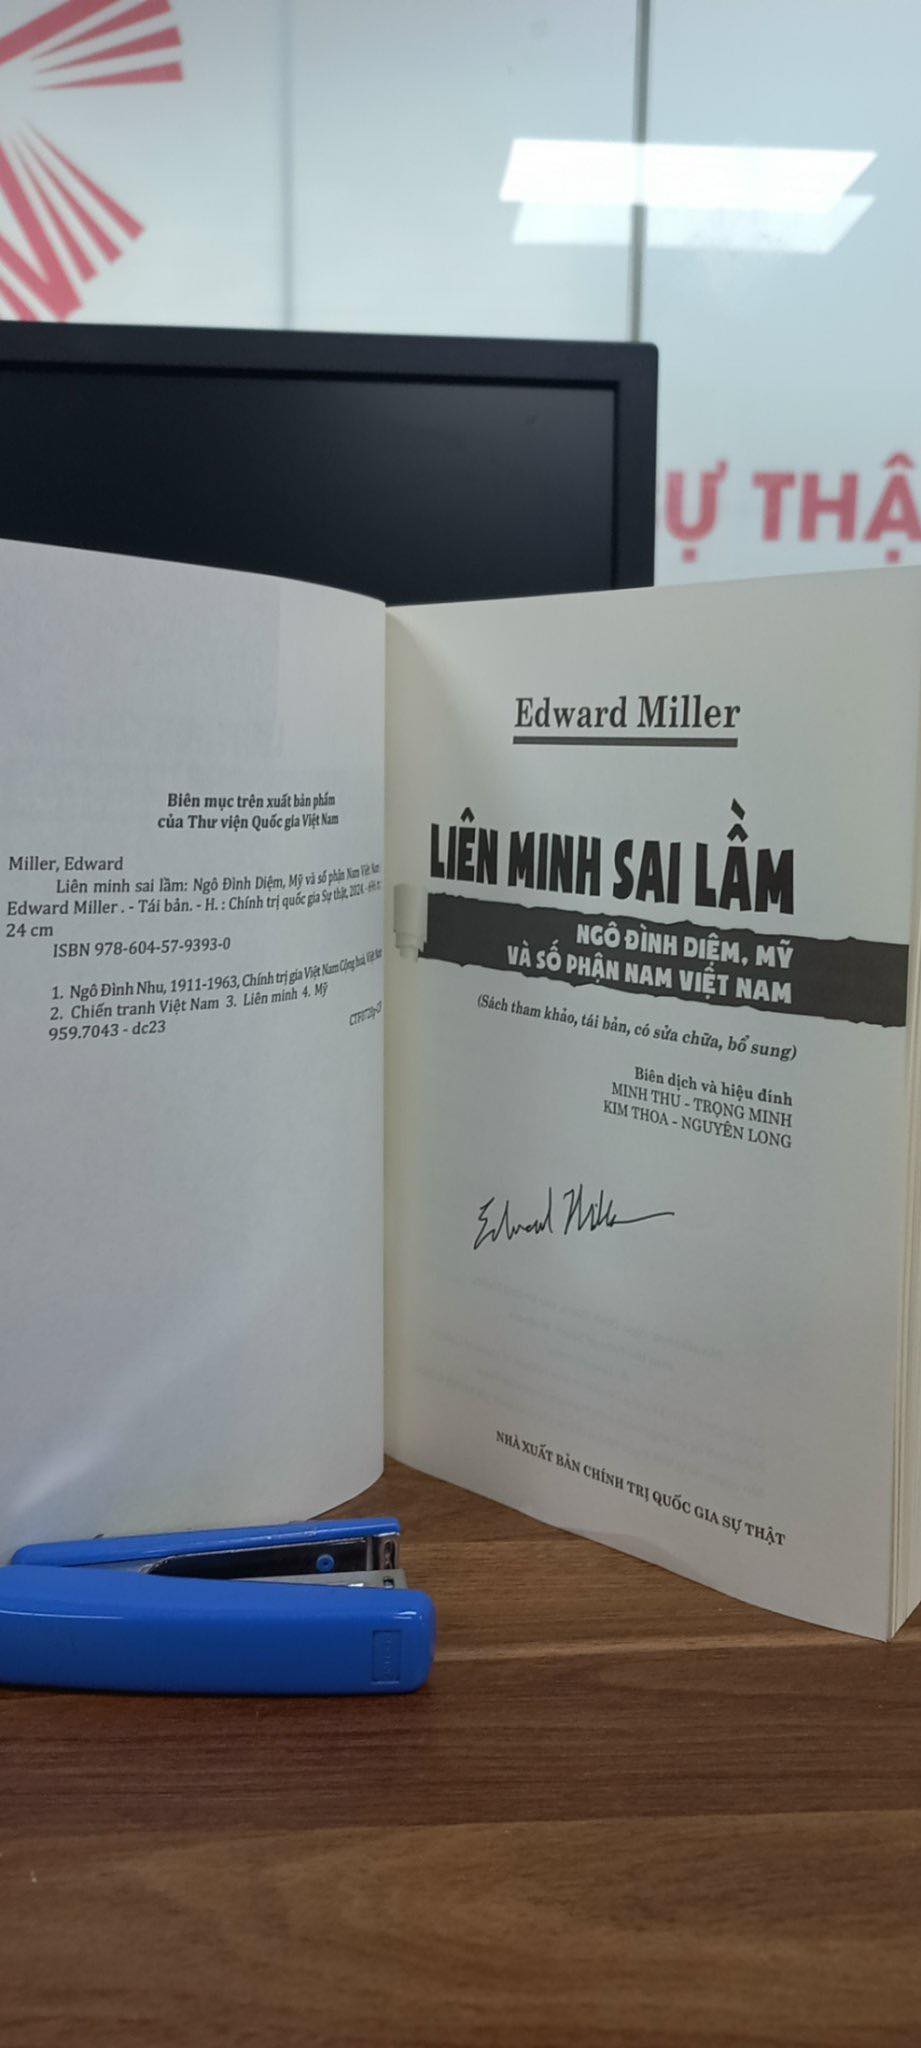 SỰ THẬ
Biên mục trên xuất bản phẩm
của Thư viện Quốc gia Việt Nam
Miller, Edward
Liên minh sai lầm: Ngô Đình Diệm, Mỹ và số phận Nam Việt Nam
Edward Miller . - Tái bản. - H. : Chính trị quốc gia Sự thật, 2024. -
24 cm
ISBN 978-604-57-9393-0
1. Ngô Đình Nhu, 1911-1963, Chính trị gia Việt Nam Cộng hoà, Việt Nam
2. Chiến tranh Việt Nam 3. Liên minh 4. Mỹ
959.7043 - dc23
Edward Miller
LIÊN MINH SAI LẦM
NGÔ ĐÌNH DIỆM, MỸ
VÀ SỐ PHẬN NAM VIỆT NAM
(Sách tham khảo, tái bản, có sửa chữa, bổ sung)
Biên dịch và hiệu đính
MINH THU - TRỌNG MINH
KIM THOA - NGUYÊN LONG
Edward Miller
NHÀ XUẤT BẢN CHÍNH TRỊ QUỐC GIA SỰ THẬT